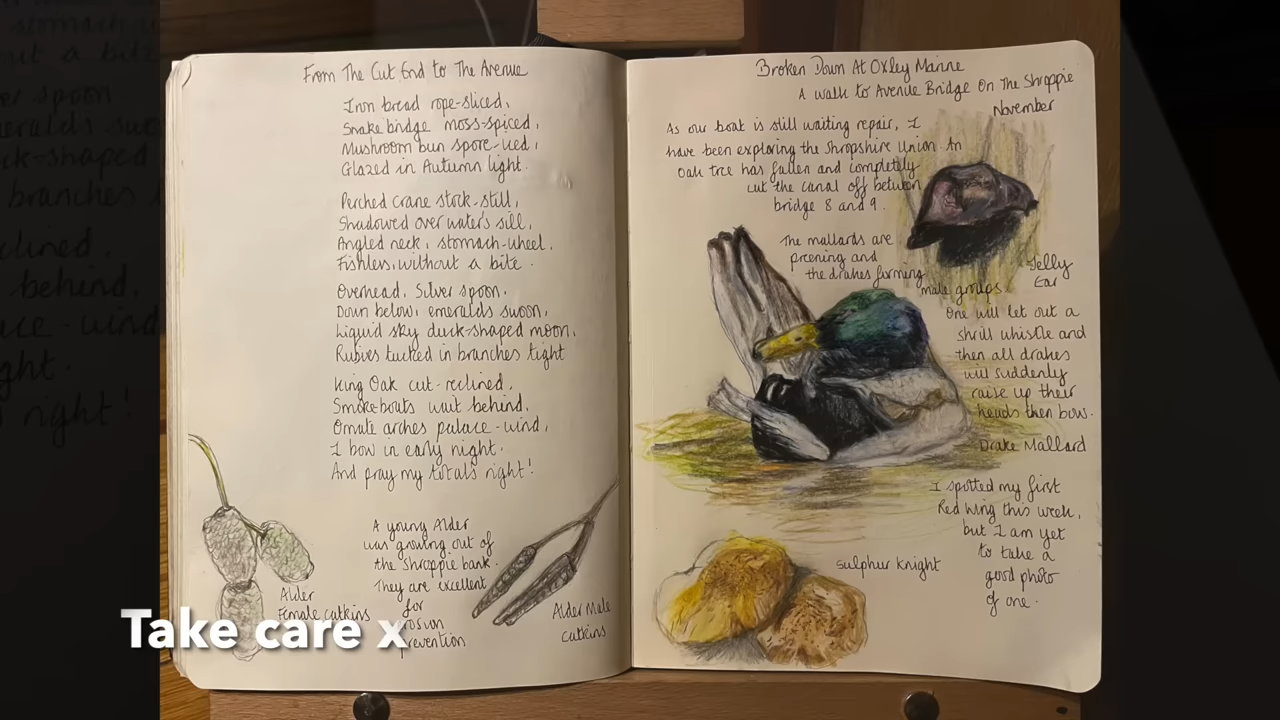 From The Cut End to The Avenue
Iron bread rope-sliced,
Snake bridge moss-spiced,
Mushroom bun spore-iced,
Glazed in Autumn light.
Perched crane stock-still,
Shadowed over water's sill,
Angled neck, stomach-wheel.
Fishless, without a bite.
Overhead, Silver spoon.
Down below, emeralds swoon,
Liquid sky duck-shaped moon,
Rubies tucked in branches tight
King Oak cut-reclined,
Smoke-boats wait behind,
Ornate arches palace-wind,
I bow in early night.
And pray my totals right!
A young Alder
was growing out of
the Shroppie bank.
They are excellent
for
prevention
Alder
Female catkins
Alder Male
catkins
Broken Down At Oxley Marine
A walk to Avenue Bridge On The Shroppie
November
As our boat is still waiting repair, I
have been exploring the Shropshire Union. An
Oak tree has fallen and completely
cut the canal off between
bridge 8 and 9.
Jelly
Ear
The mallards are
preening and
the drakes forming
male groups.
One will let out a
shrill whistle and
then all drakes
will suddenly
raise up their
heads then bow.
Drake Mallard
I spotted my first
Redwing this week,
but I am yet
to take a
good photo
of one.
sulpher knight
Take care x